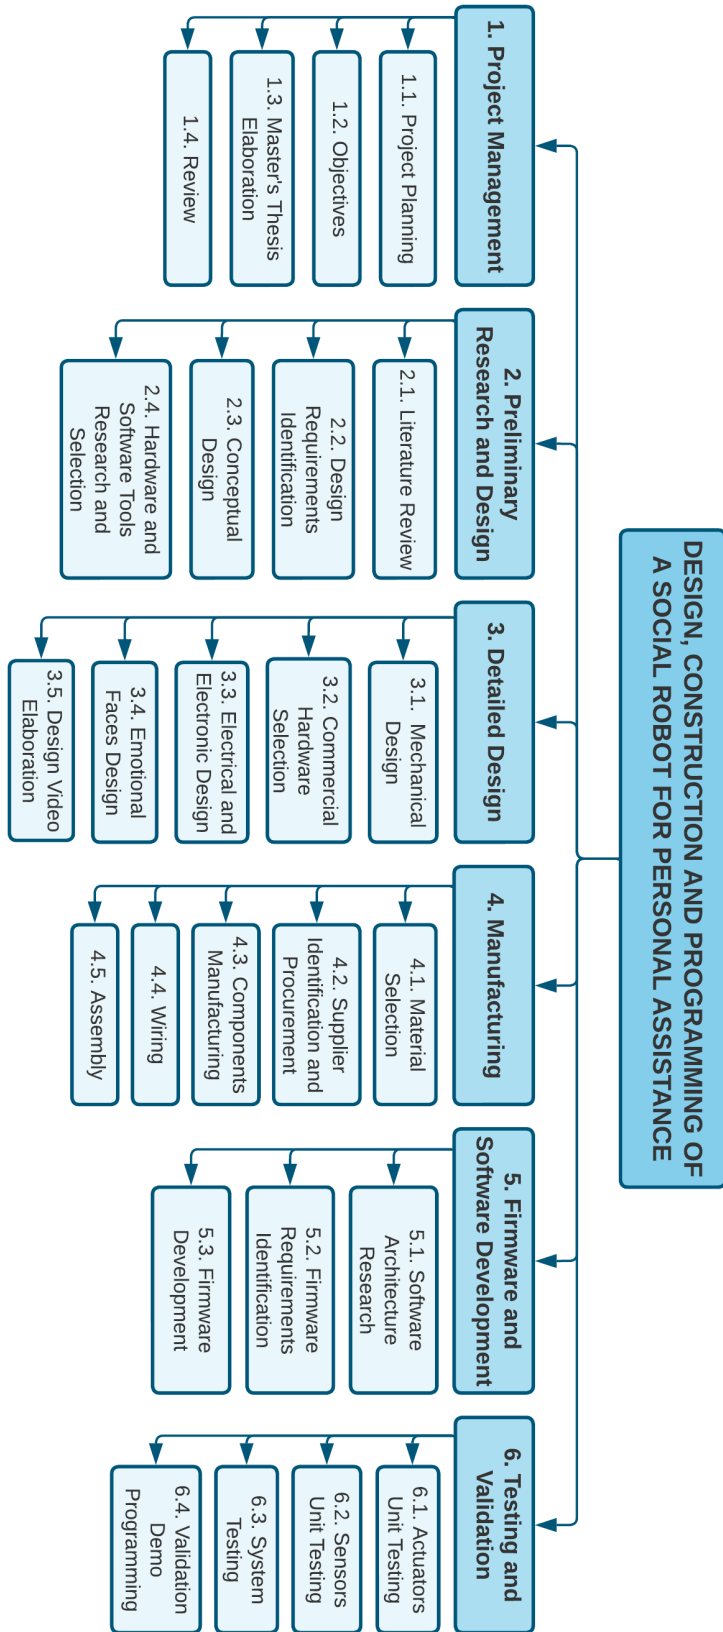 DESIGN, CONSTRUCTION AND PROGRAMMING OF
A SOCIAL ROBOT FOR PERSONAL ASSISTANCE
1. Project Management
1.1. Project Planning
1.2. Objectives
1.3. Master's Thesis
Elaboration
1.4. Review
2. Preliminary
Research and Design
2.1. Literature Review
2.2. Design
Requirements
Identification
2.3. Conceptual
Design
2.4. Hardware and
Software Tools
Research and
Selection
3. Detailed Design
3.1. Mechanical
Design
3.2. Commercial
Hardware
Selection
3.3. Electrical and
Electronic Design
3.4. Emotional
Faces Design
3.5. Design Video
Elaboration
4. Manufacturing
4.1. Material
Selection
4.2. Supplier
Identification and
Procurement
4.3. Components
Manufacturing
4.4. Wiring
4.5. Assembly
5. Firmware and
Software Development
5.1. Software
Architecture
Research
5.2. Firmware
Requirements
Identification
5.3. Firmware
Development
6. Testing and
Validation
6.1. Actuators
Unit Testing
6.2. Sensors
Unit Testing
6.3. System
Testing
6.4. Validation
Demo
Programming